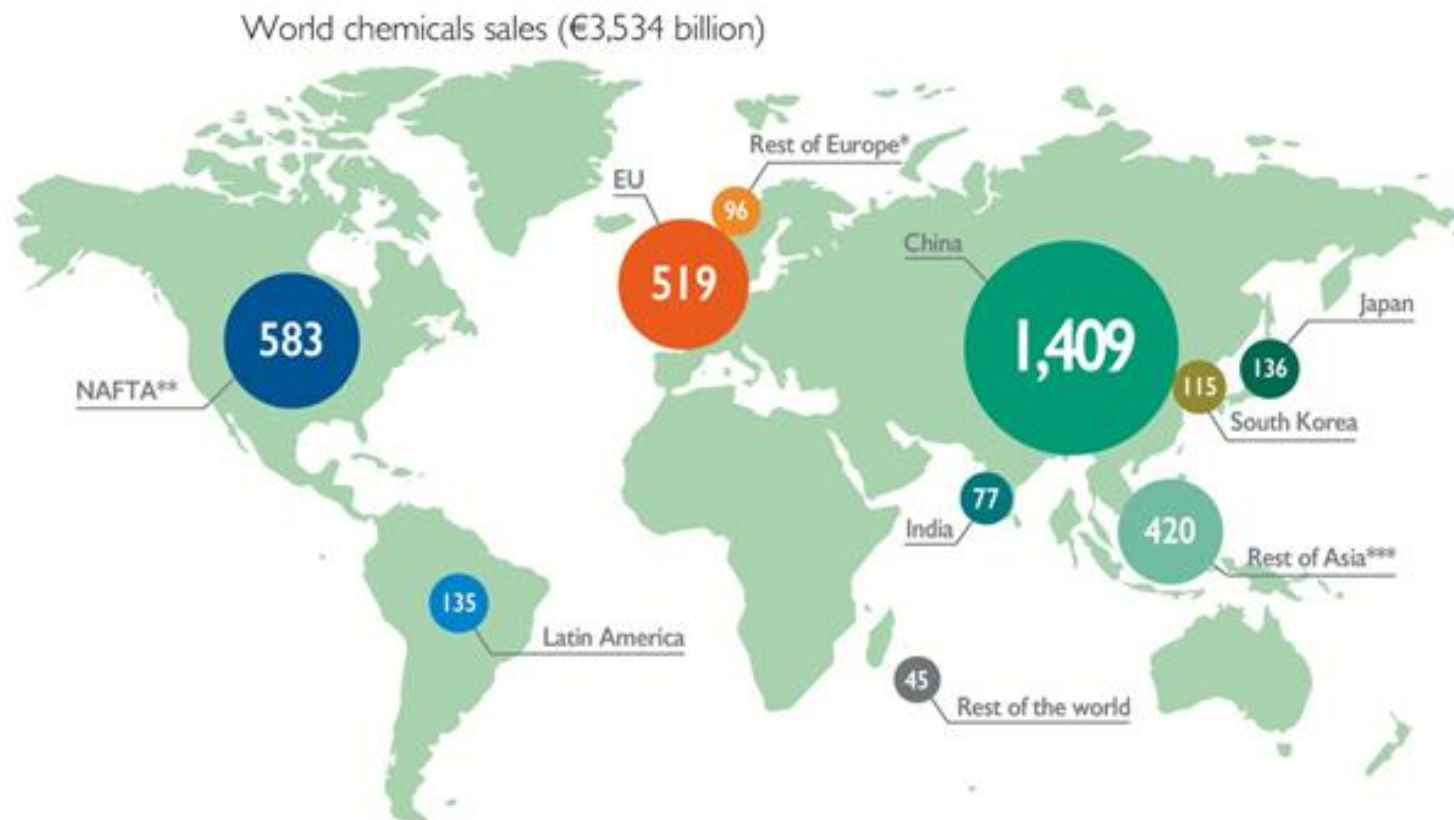 World chemicals sales (€3,534 billion)
Rest of Europe*
EU
96
China
519
Japan
583
1,409
136
NAFTA**
115
South Korea
77
India
420
Rest of Asia***
135
Latin America
45
Rest of the world